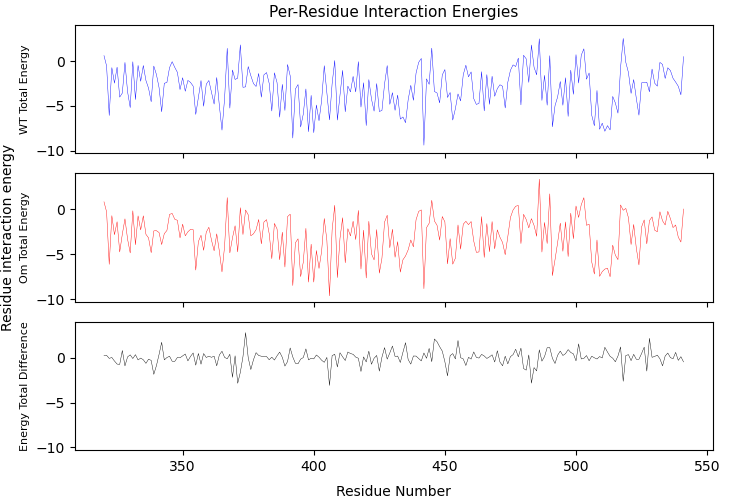 Per-Residue Interaction Energies
Residue interaction energy
WT Total Energy
0
−5
−10
Om Total Energy
0
−5
−10
Energy Total Difference
0
−5
−10
350 400 450 500 550
Residue Number